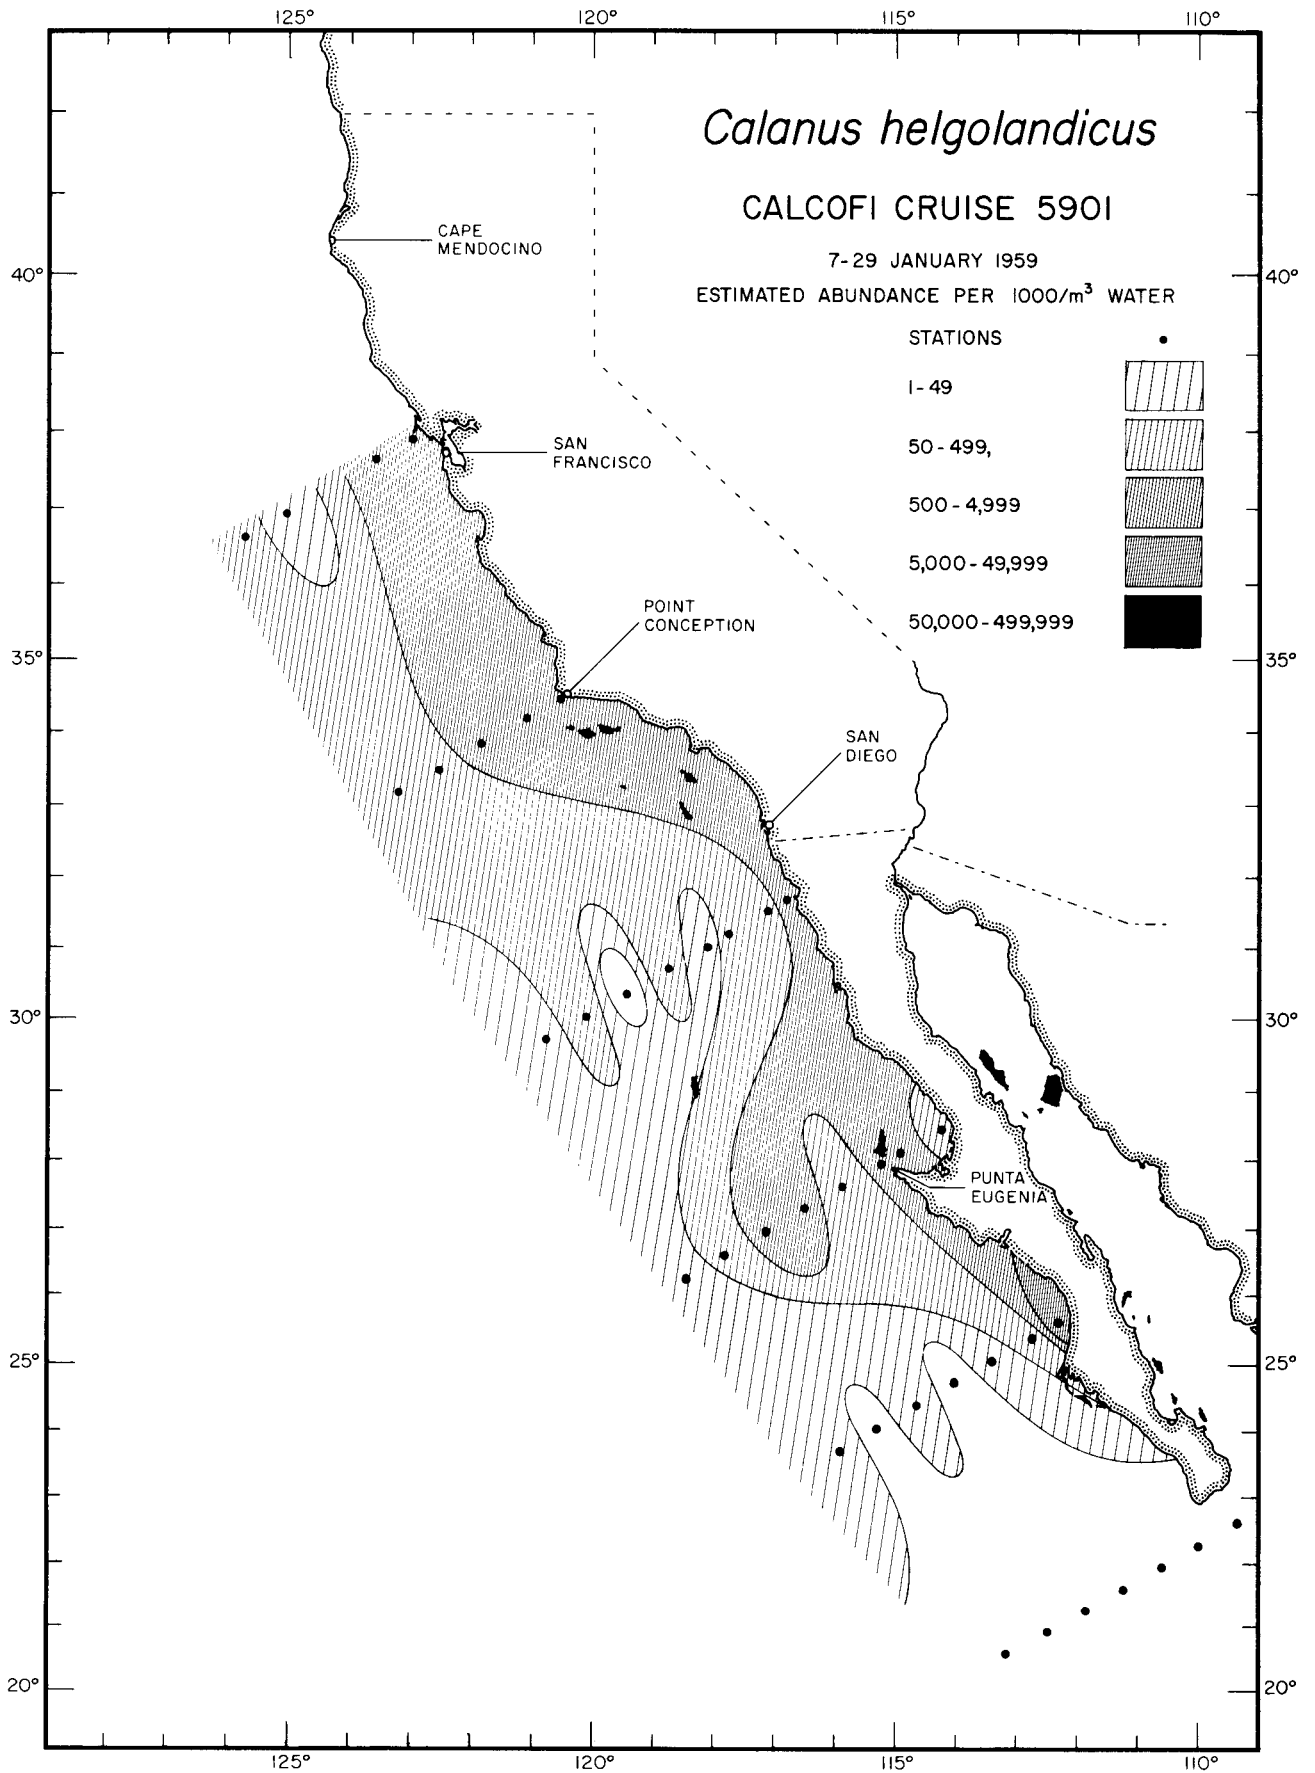 125°
120°
115°
110°
Calanus helgolandicus
CALCOFI CRUISE 5901
7-29 JANUARY 1959
ESTIMATED ABUNDANCE PER 1000/m³ WATER
STATIONS
1-49
50-499,
500-4,999
5,000-49,999
50,000-499,999
CAPE
MENDOCINO
40°
40°
SAN
FRANCISCO
POINT
CONCEPTION
35°
35°
SAN
DIEGO
30°
30°
PUNTA
EUGENIA
25°
25°
20°
20°
125°
120°
115°
110°